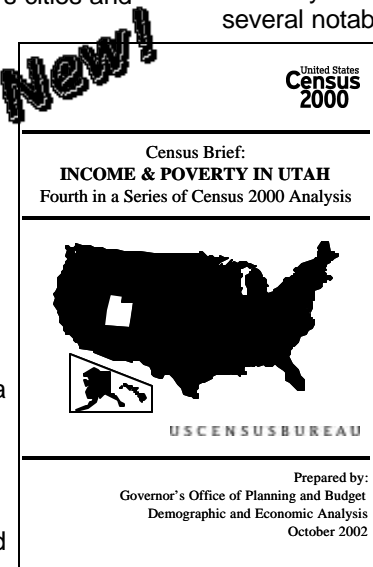 s cities and
several notab
New!
United States
Census
2000
Census Brief:
INCOME & POVERTY IN UTAH
Fourth in a Series of Census 2000 Analysis
a
USCENSUSBUREAU
Prepared by:
Governor's Office of Planning and Budget
Demographic and Economic Analysis
October 2002
d